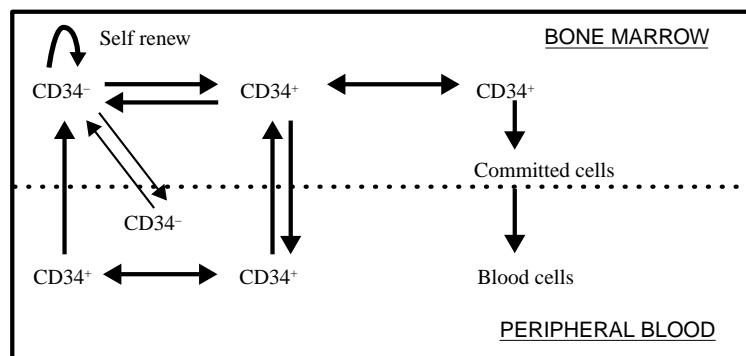 Self renew
BONE MARROW
CD34⁻
CD34⁺
CD34⁺
Committed cells
CD34⁻
CD34⁺
CD34⁺
Blood cells
PERIPHERAL BLOOD